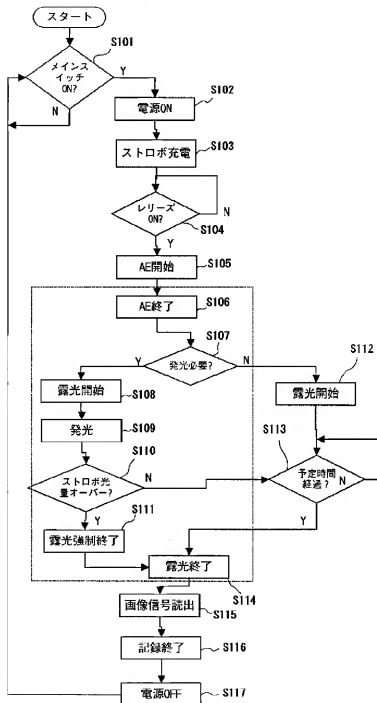 スタート
S101
メインス
イッチ
ON?
Y
N
S102
電源ON
S103
ストロボ充電
レリーズ
ON?
N
S104
Y
S105
AE開始
S106
AE終了
S107
発光必要?
Y
N
S112
露光開始
S108
露光開始
S109
発光
S110
S113
ストロボ光
量オーバー?
N
予定時間
経過?
N
Y
S111
Y
露光強制終了
露光終了
S114
画像信号読出
S115
記録終了
S116
電源OFF
S117